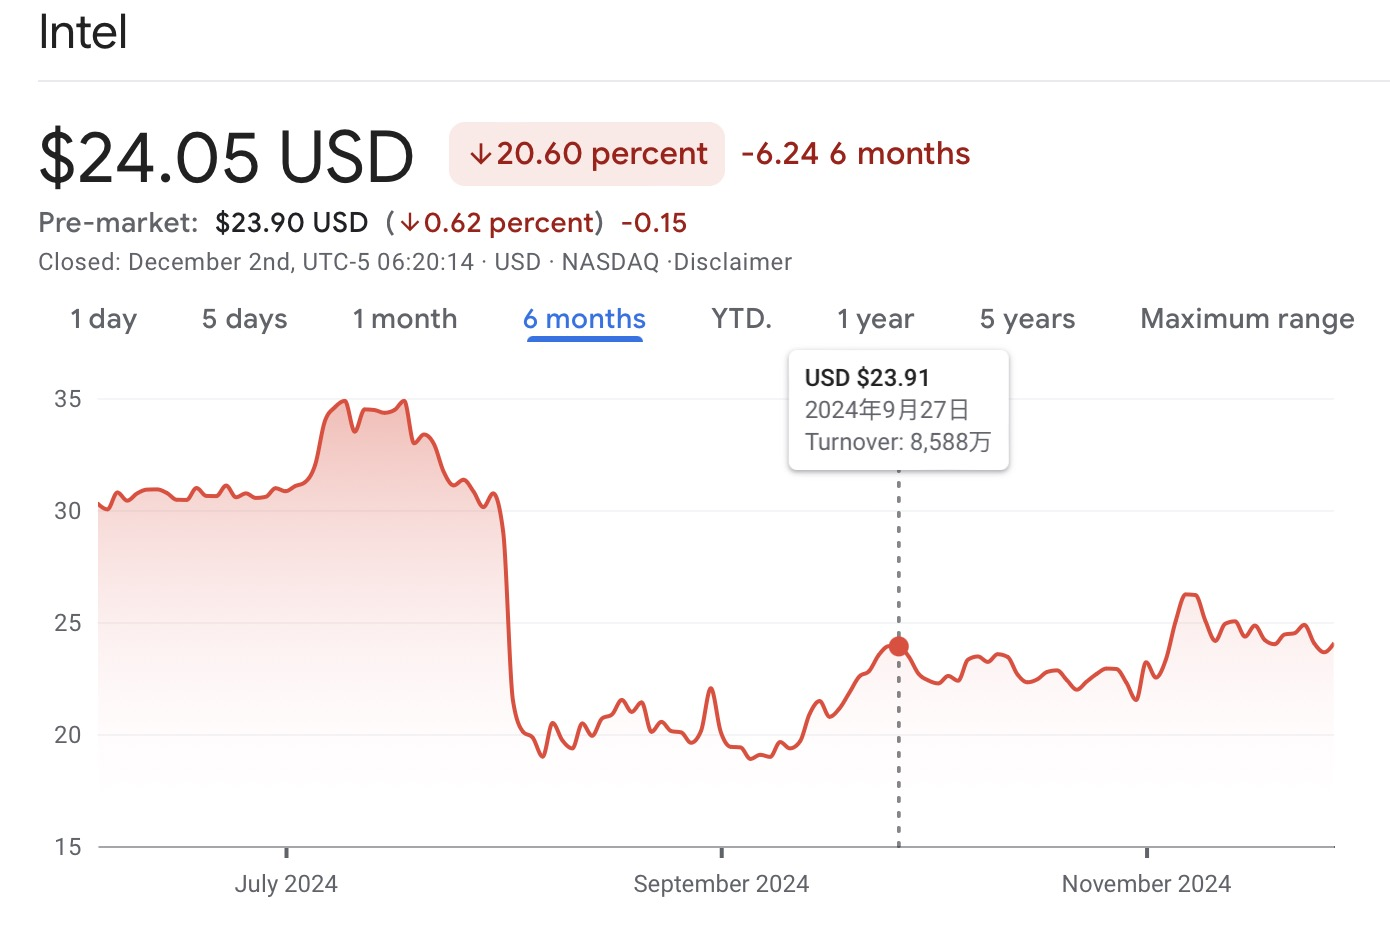 Intel
$24.05 USD ↓20.60 percent -6.24 6 months
Pre-market: $23.90 USD (↓0.62 percent) -0.15
Closed: December 2nd, UTC-5 06:20:14 · USD · NASDAQ ·Disclaimer
1 day 5 days 1 month 6 months YTD. 1 year 5 years Maximum range
USD $23.91
2024年9月27日
Turnover: 8,588万
35
30
25
20
15
July 2024 September 2024 November 2024